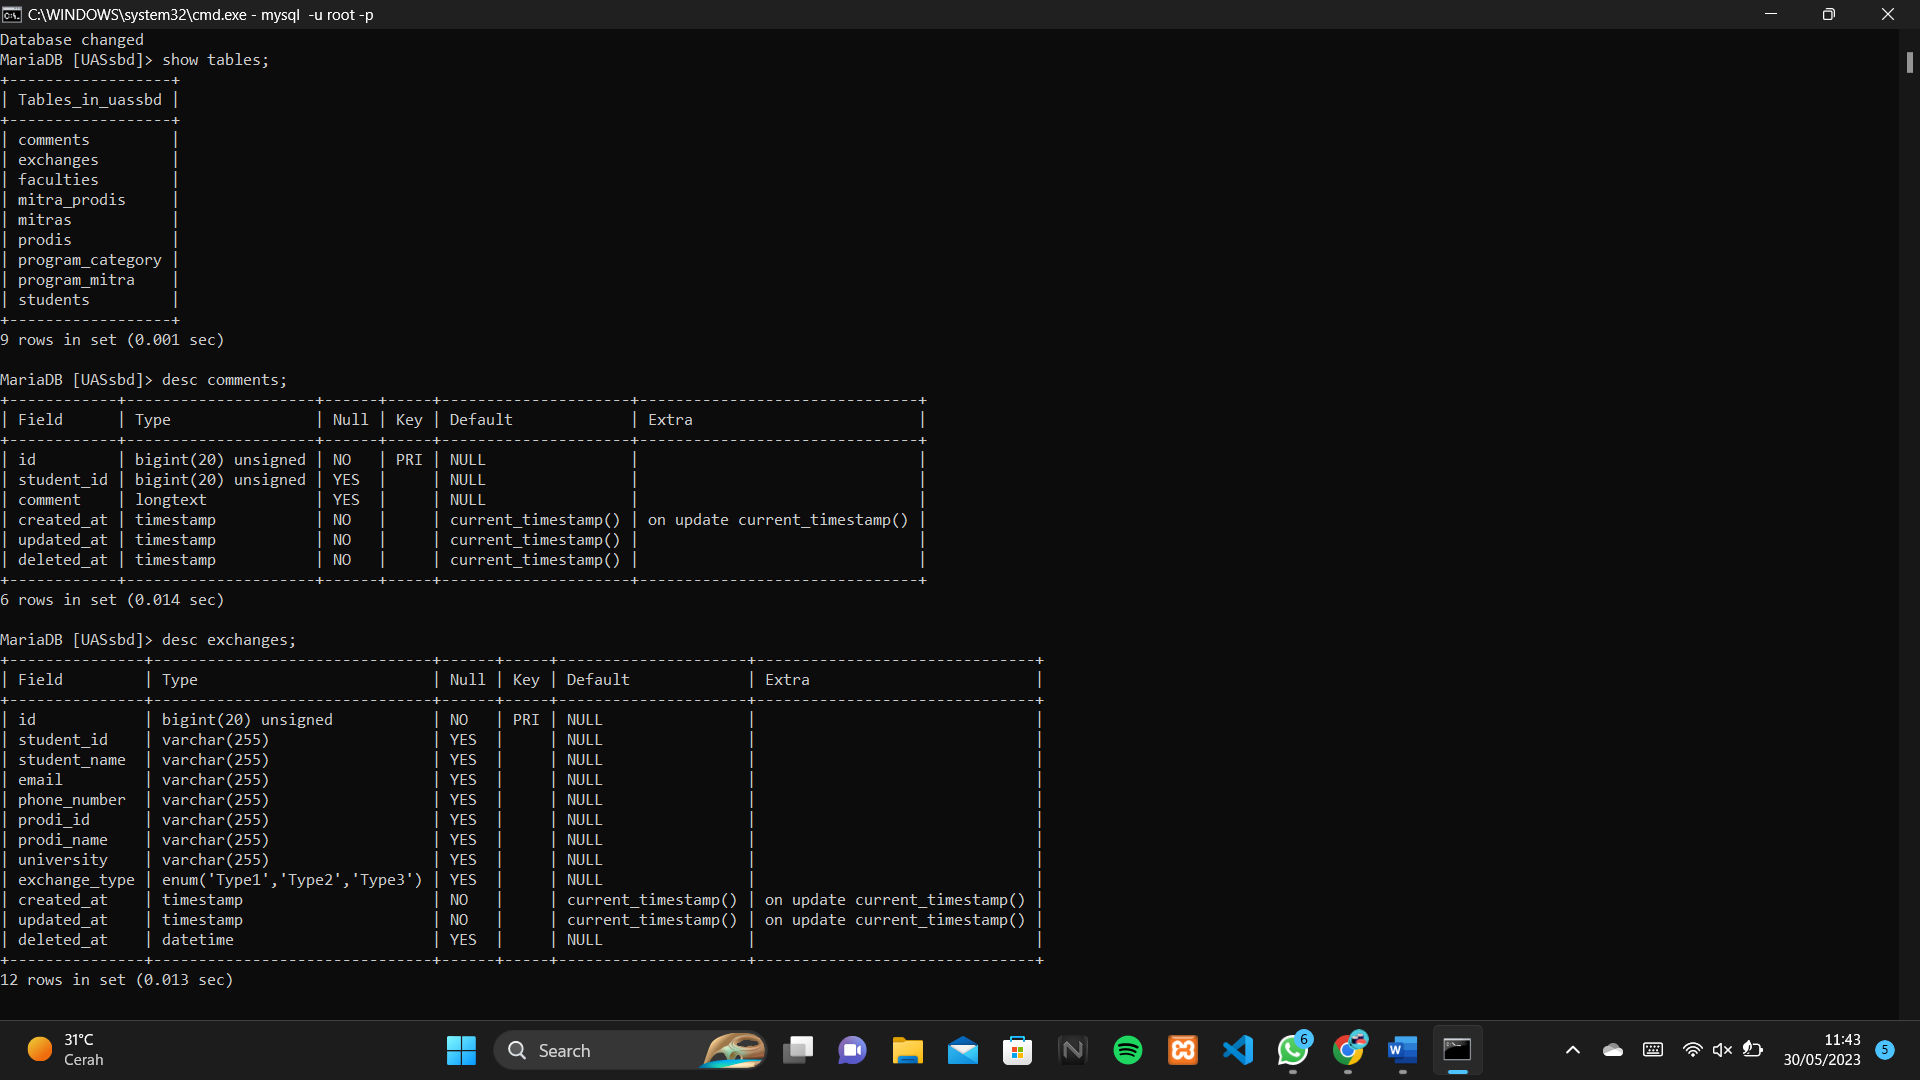 C:\WINDOWS\system32\cmd.exe - mysql  -u root -p
Database changed
MariaDB [UASsbd]> show tables;
+------------------+
| Tables_in_uassbd |
+------------------+
| comments         |
| exchanges        |
| faculties        |
| mitra_prodis     |
| mitras           |
| prodis           |
| program_category |
| program_mitra    |
| students         |
+------------------+
9 rows in set (0.001 sec)
MariaDB [UASsbd]> desc comments;
+------------+---------------------+------+-----+---------------------+-------------------------------+
| Field      | Type                | Null | Key | Default             | Extra                         |
+------------+---------------------+------+-----+---------------------+-------------------------------+
| id         | bigint(20) unsigned | NO   | PRI | NULL                |                               |
| student_id | bigint(20) unsigned | YES  |     | NULL                |                               |
| comment    | longtext            | YES  |     | NULL                |                               |
| created_at | timestamp           | NO   |     | current_timestamp() | on update current_timestamp() |
| updated_at | timestamp           | NO   |     | current_timestamp() |                               |
| deleted_at | timestamp           | NO   |     | current_timestamp() |                               |
+------------+---------------------+------+-----+---------------------+-------------------------------+
6 rows in set (0.014 sec)
MariaDB [UASsbd]> desc exchanges;
+---------------+-------------------------------+------+-----+---------------------+-------------------------------+
| Field         | Type                          | Null | Key | Default             | Extra                         |
+---------------+-------------------------------+------+-----+---------------------+-------------------------------+
| id            | bigint(20) unsigned           | NO   | PRI | NULL                |                               |
| student_id    | varchar(255)                  | YES  |     | NULL                |                               |
| student_name  | varchar(255)                  | YES  |     | NULL                |                               |
| email         | varchar(255)                  | YES  |     | NULL                |                               |
| phone_number  | varchar(255)                  | YES  |     | NULL                |                               |
| prodi_id      | varchar(255)                  | YES  |     | NULL                |                               |
| prodi_name    | varchar(255)                  | YES  |     | NULL                |                               |
| university    | varchar(255)                  | YES  |     | NULL                |                               |
| exchange_type | enum('Type1','Type2','Type3') | YES  |     | NULL                |                               |
| created_at    | timestamp                     | NO   |     | current_timestamp() | on update current_timestamp() |
| updated_at    | timestamp                     | NO   |     | current_timestamp() | on update current_timestamp() |
| deleted_at    | datetime                      | YES  |     | NULL                |                               |
+---------------+-------------------------------+------+-----+---------------------+-------------------------------+
12 rows in set (0.013 sec)
31°C
Cerah
Search
6
11:43
30/05/2023
5